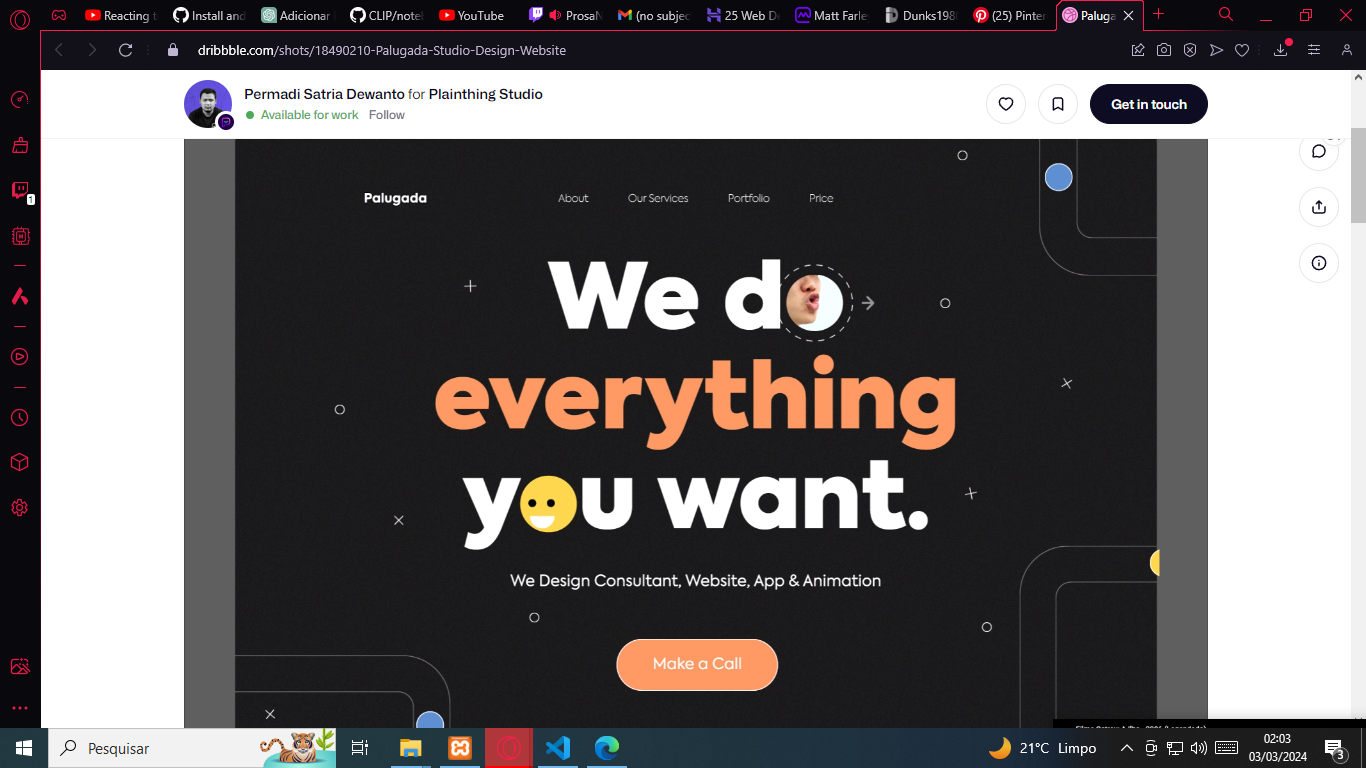 Reacting t
Install and
Adicionar
CLIP/note
YouTube
ProsaN
(no subjec
25 Web De
Matt Farle
Dunks198
(25) Pinter
Paluga
dribbble.com/shots/18490210-Palugada-Studio-Design-Website
Permadi Satria Dewanto for Plainthing Studio
Available for work Follow
Get in touch
1
Palugada
About Our Services Portfolio Price
We do
everything
you want.
We Design Consultant, Website, App & Animation
Make a Call
Pesquisar
21°C Limpo
02:03
03/03/2024
3